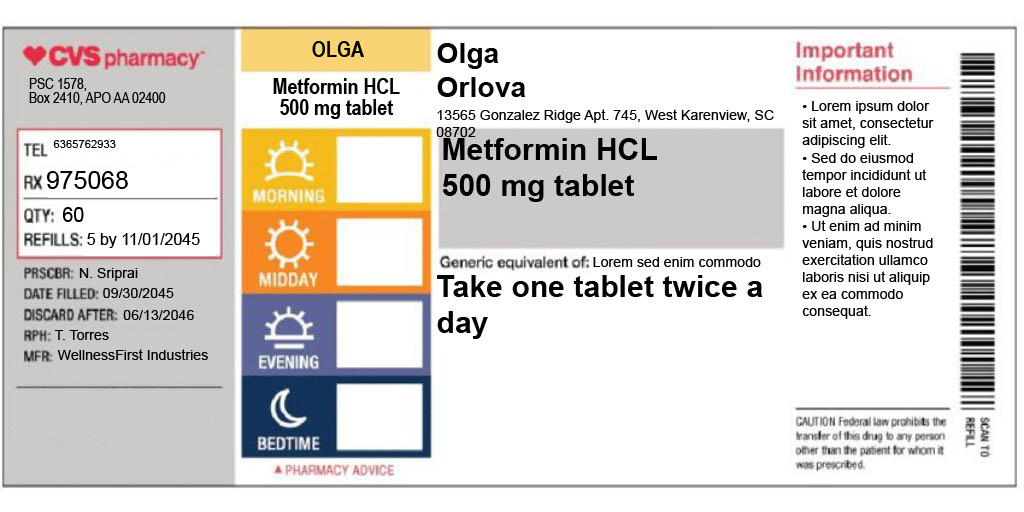 CVS pharmacy
PSC 1578,
Box 2410, APO AA 02400
TEL 6365762933
RX 975068
QTY: 60
REFILLS: 5 by 11/01/2045
PRSCBR: N. Sriprai
DATE FILLED: 09/30/2045
DISCARD AFTER: 06/13/2046
RPH: T. Torres
MFR: WellnessFirst Industries
OLGA
Metformin HCL
500 mg tablet
MORNING
MIDDAY
EVENING
BEDTIME
▲ PHARMACY ADVICE
Olga
Orlova
13565 Gonzalez Ridge Apt. 745, West Karenview, SC
08702
Metformin HCL
500 mg tablet
Generic equivalent of: Lorem sed enim commodo
Take one tablet twice a
day
Important
Information
• Lorem ipsum dolor
sit amet, consectetur
adipiscing elit.
• Sed do eiusmod
tempor incididunt ut
labore et dolore
magna aliqua.
• Ut enim ad minim
veniam, quis nostrud
exercitation ullamco
laboris nisi ut aliquip
ex ea commodo
consequat.
CAUTION Federal law prohibits the
transfer of this drug to any person
other than the patient for whom it
was prescribed.
SCAN TO
REFILL